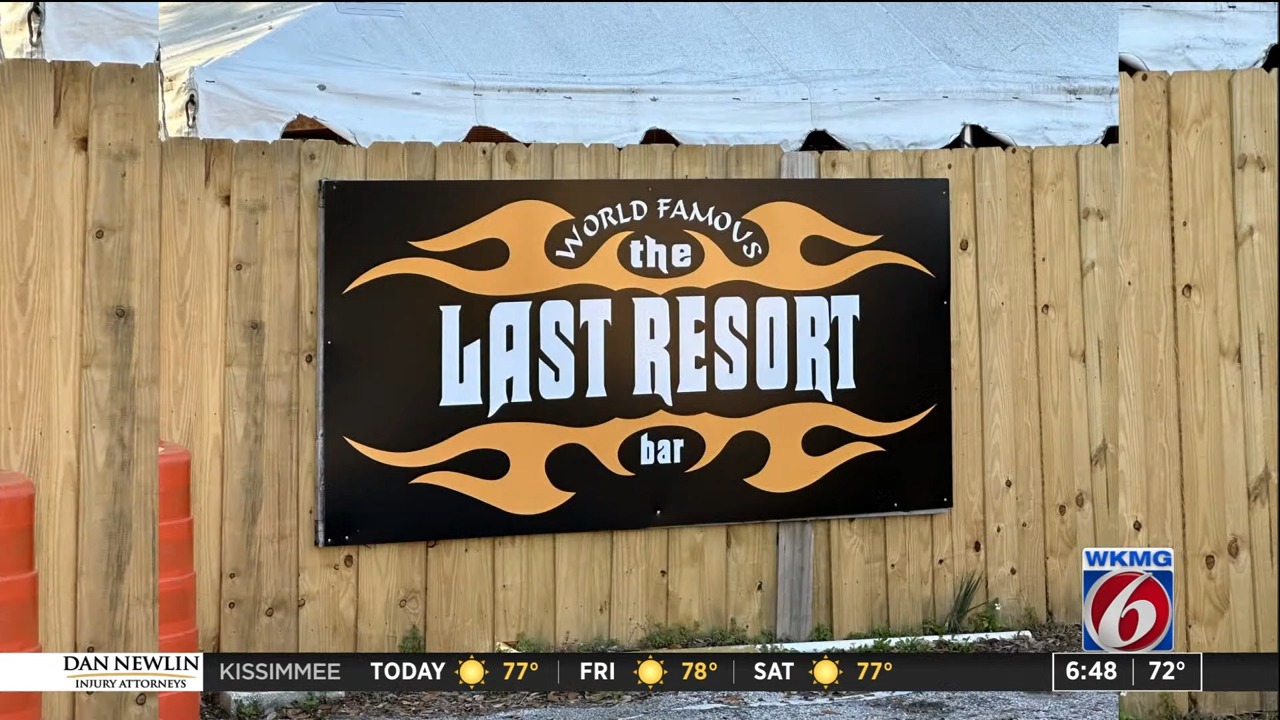 WORLD FAMOUS
the
LAST RESORT
bar
WKMG
6
DAN NEWLIN
INJURY ATTORNEYS
KISSIMMEE TODAY 77° FRI 78° SAT 77° 6:48 72°